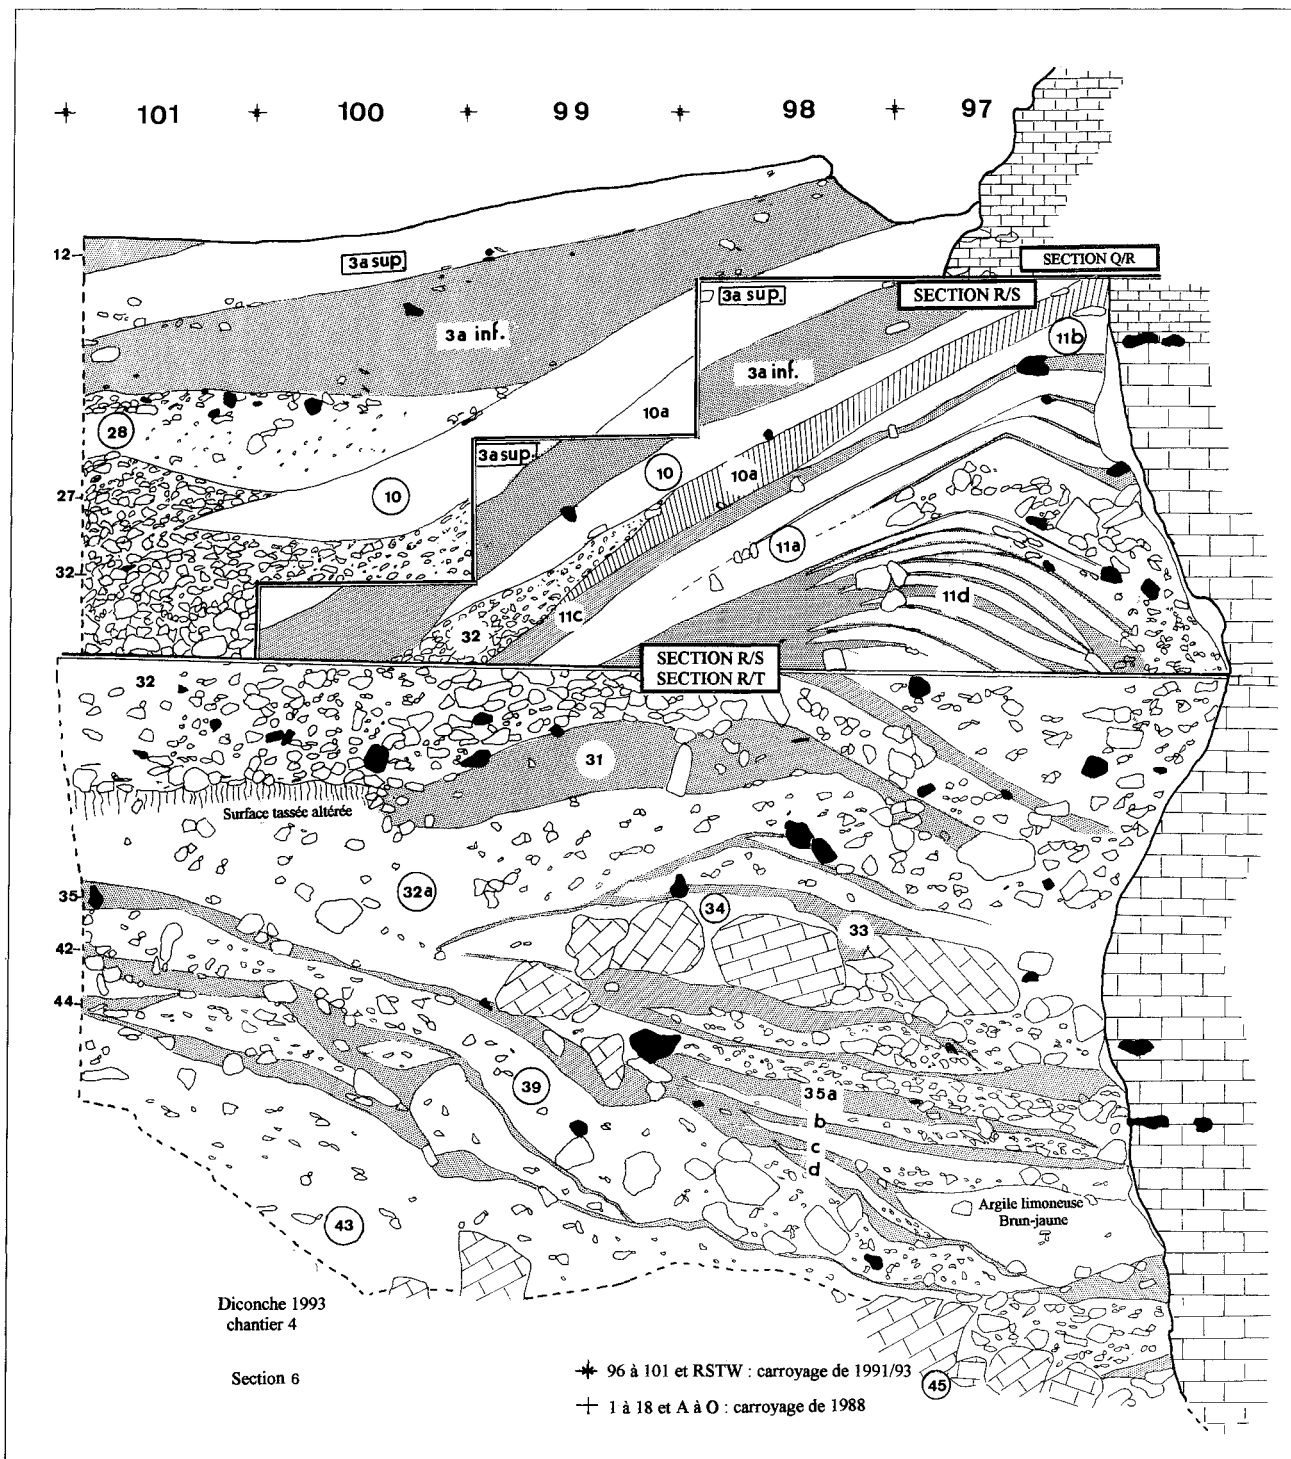 101 100 99 98 97
12
3a sup.
SECTION Q/R
3a sup.
SECTION R/S
3a inf.
11b
3a inf.
10a
28
3a sup.
10
10a
27
10
11a
32
11d
11c
32
SECTION R/S
SECTION R/T
32
31
Surface tassée altérée
32a
35
34
33
42
44
39
35a
b
c
d
Argile limoneuse
Brun-jaune
43
Diconche 1993
chantier 4
Section 6
96 à 101 et RSTW : carroyage de 1991/93
45
1 à 18 et A à O : carroyage de 1988